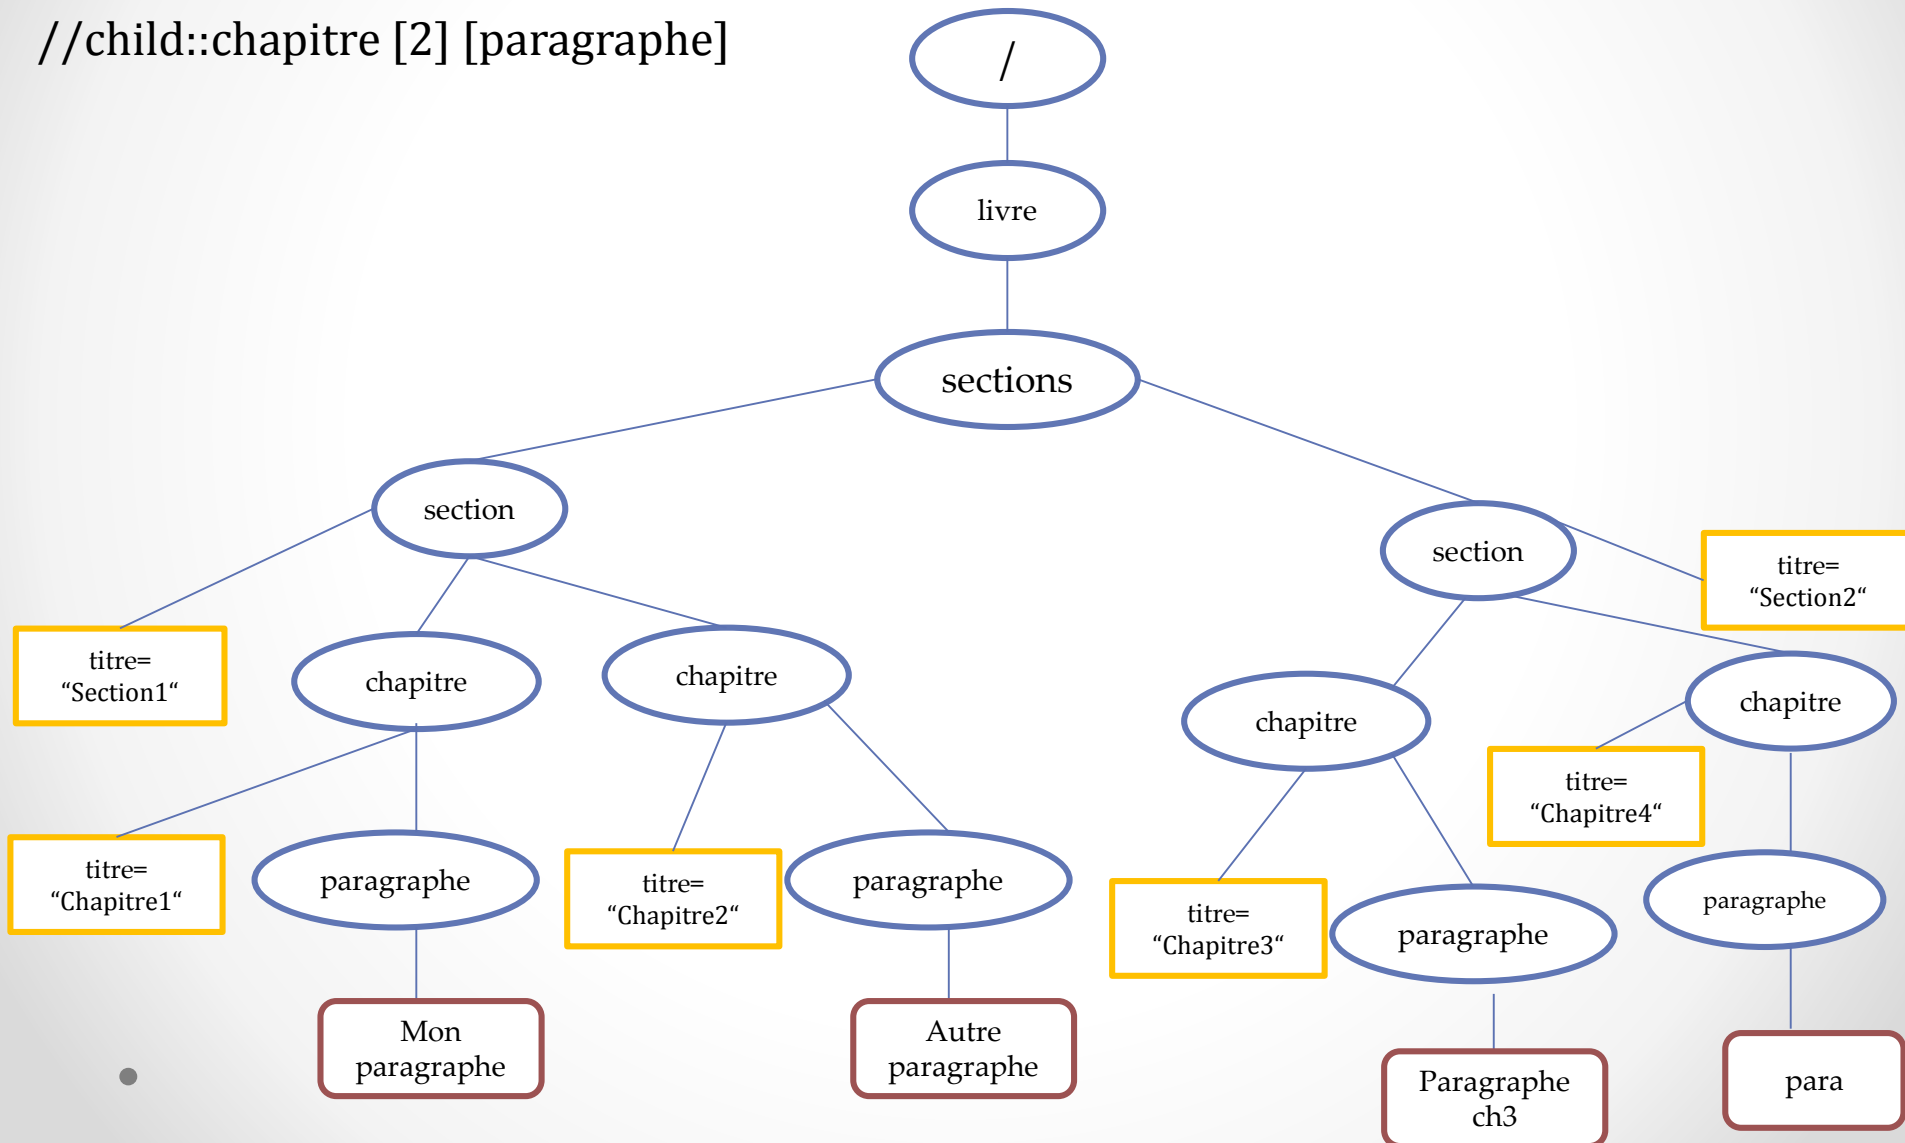 //child::chapitre [2] [paragraphe]
/
livre
sections
section
section
titre=
“Section2“
titre=
“Section1“
chapitre
chapitre
chapitre
chapitre
titre=
“Chapitre4“
titre=
“Chapitre1“
paragraphe
titre=
“Chapitre2“
paragraphe
titre=
“Chapitre3“
paragraphe
paragraphe
Mon
paragraphe
Autre
paragraphe
Paragraphe
ch3
para